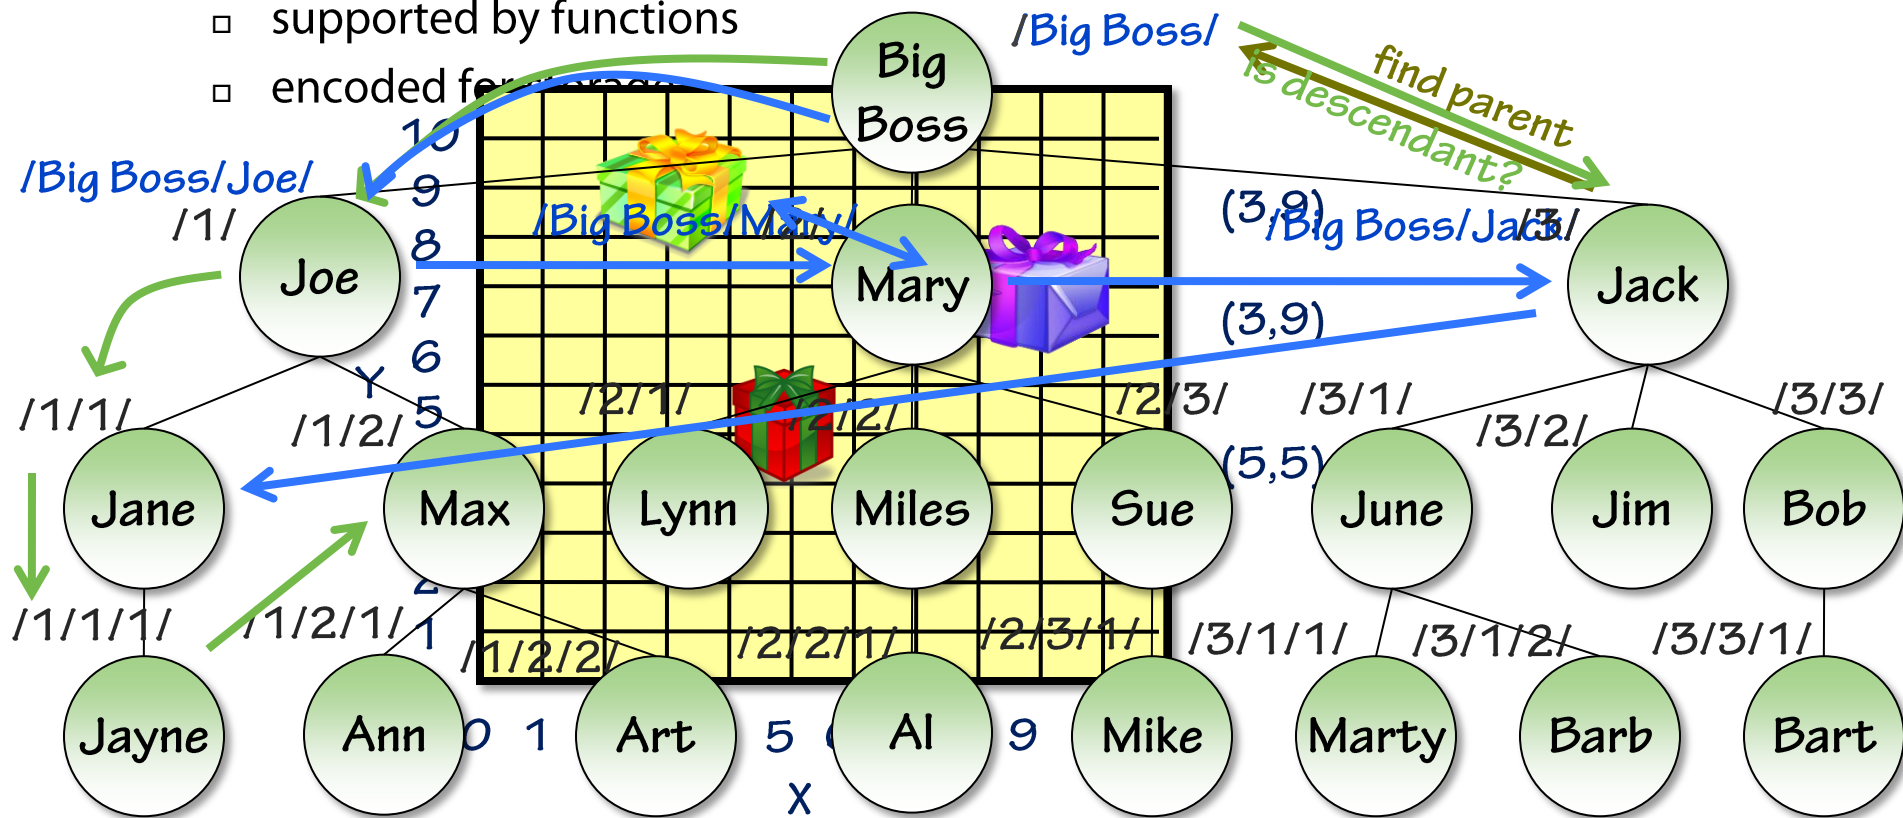 supported by functions
encoded for storage
Big
Boss
/Big Boss/
find parent
is descendant?
10
/Big Boss/Joe/
9
/1/
/Big Boss/Mary/
(3,9)
/Big Boss/Jack
/3/
8
Joe
Mary
Jack
7
(3,9)
6
Y
/1/1/
/1/2/
5
/2/1/
/2/2/
/2/3/
/3/1/
/3/2/
/3/3/
(5,5)
Jane
Max
Lynn
Miles
Sue
June
Jim
Bob
2
/1/1/1/
/1/2/1/
1
/1/2/2/
/2/2/1/
/2/3/1/
/3/1/1/
/3/1/2/
/3/3/1/
Jayne
Ann
0 1
Art
5
Al
9
Mike
Marty
Barb
Bart
X